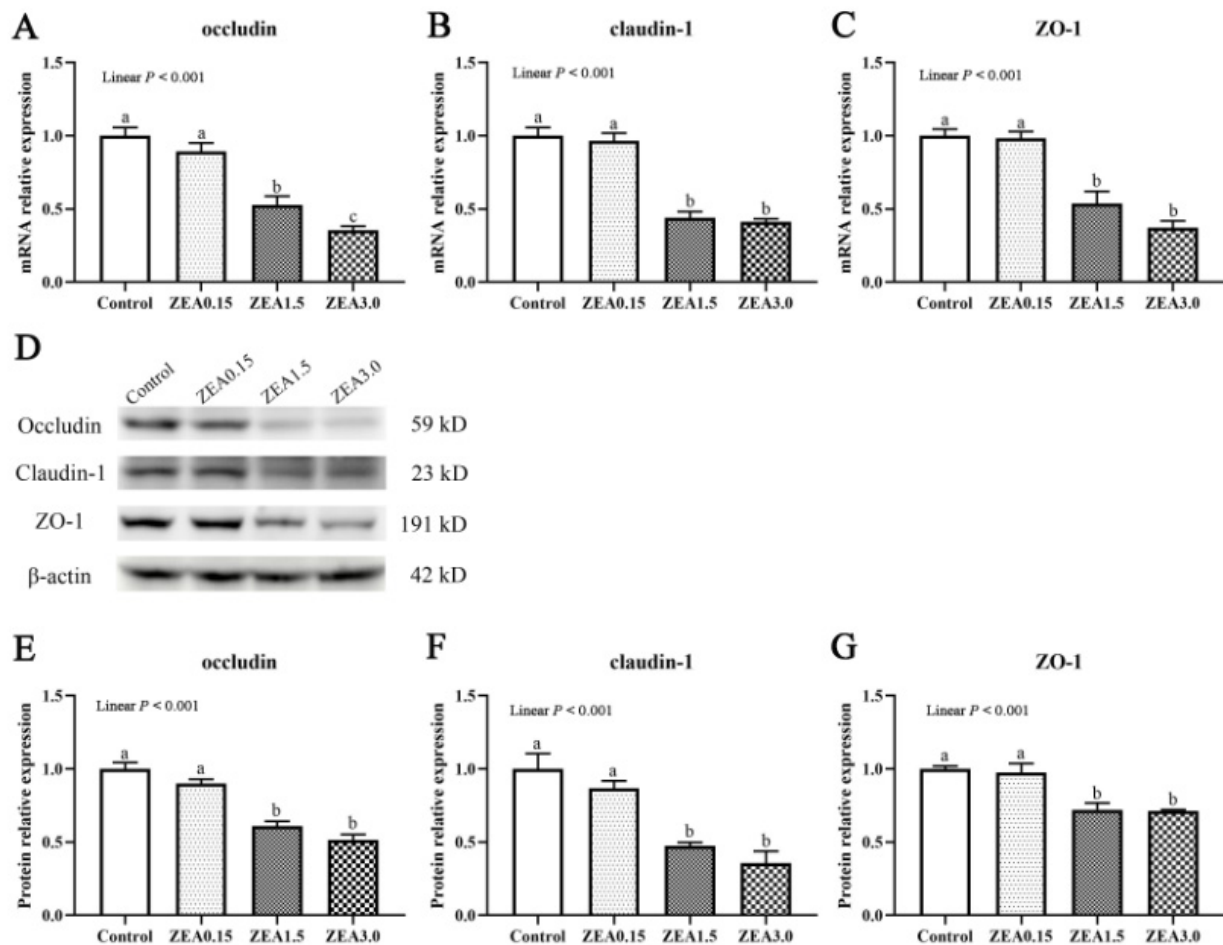 A
occludin
mRNA relative expression
1.5
1.0
0.5
0.0
Linear P < 0.001
a
a
b
c
Control ZEA0.15 ZEA1.5 ZEA3.0
B
claudin-1
mRNA relative expression
1.5
1.0
0.5
0.0
Linear P < 0.001
a
a
b
b
Control ZEA0.15 ZEA1.5 ZEA3.0
C
ZO-1
mRNA relative expression
1.5
1.0
0.5
0.0
Linear P < 0.001
a
a
b
b
Control ZEA0.15 ZEA1.5 ZEA3.0
D
Control ZEA0.15 ZEA1.5 ZEA3.0
Occludin 59 kD
Claudin-1 23 kD
ZO-1 191 kD
β-actin 42 kD
E
occludin
Protein relative expression
1.5
1.0
0.5
0.0
Linear P < 0.001
a
a
b
b
Control ZEA0.15 ZEA1.5 ZEA3.0
F
claudin-1
Protein relative expression
1.5
1.0
0.5
0.0
Linear P < 0.001
a
a
b
b
Control ZEA0.15 ZEA1.5 ZEA3.0
G
ZO-1
Protein relative expression
1.5
1.0
0.5
0.0
Linear P < 0.001
a
a
b
b
Control ZEA0.15 ZEA1.5 ZEA3.0